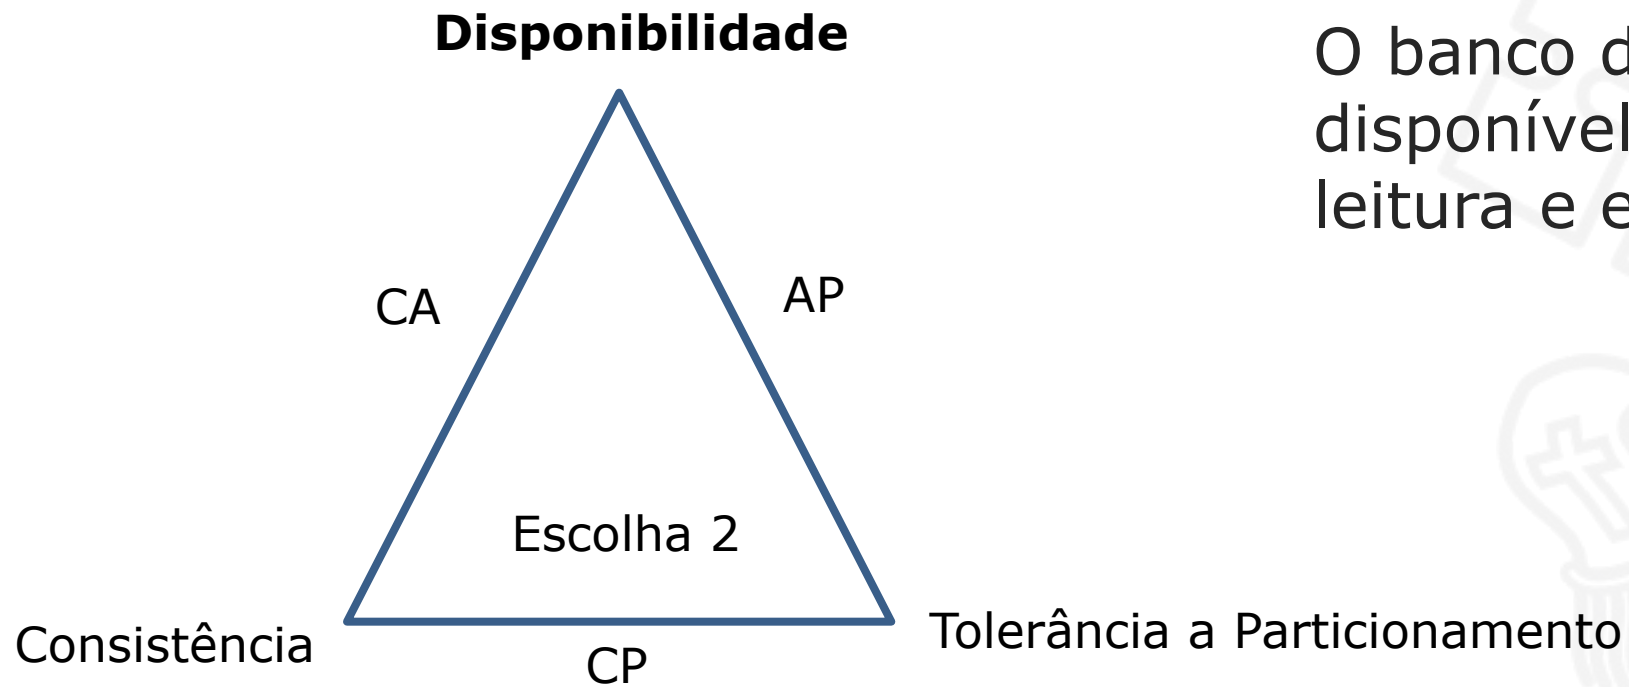 Disponibilidade
O banco
disponível
leitura e
CA
AP
Escolha 2
Consistência
Tolerância a Particionamento
CP